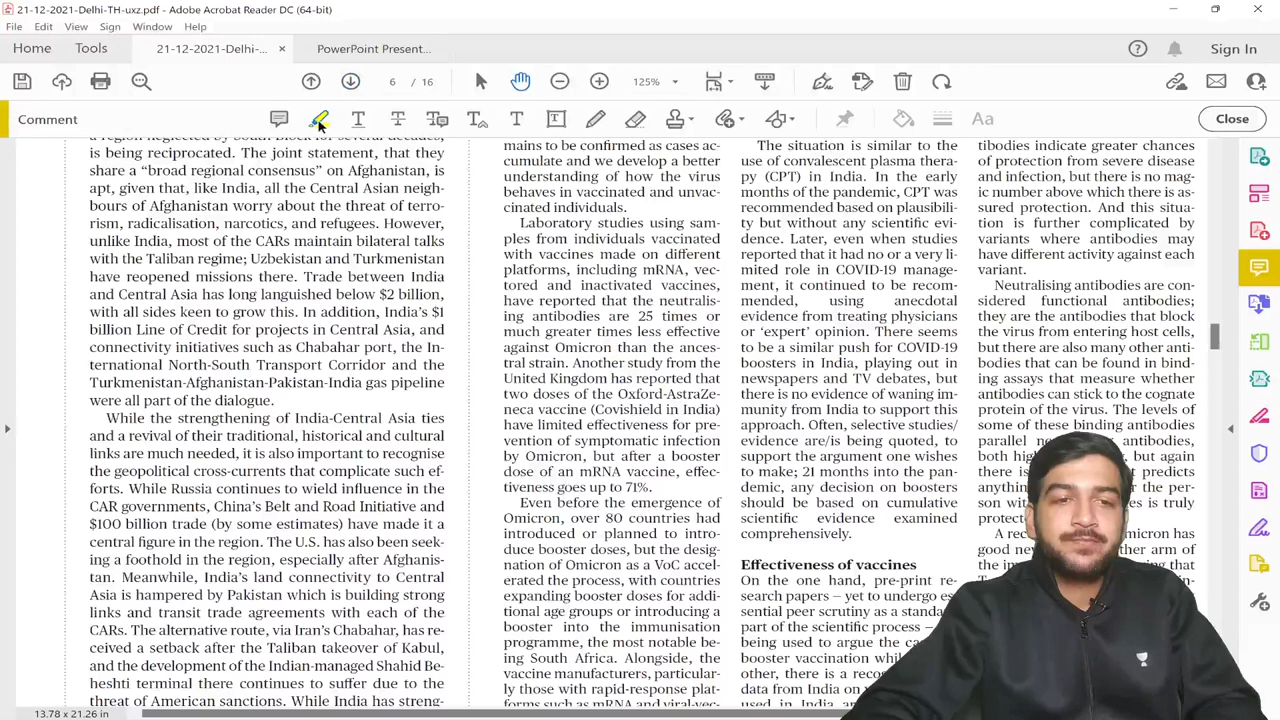 21-12-2021-Delhi-TH-uxz.pdf - Adobe Acrobat Reader DC (64-bit)
File Edit View Sign Window Help
Home Tools 21-12-2021-Delhi-... × PowerPoint Present... Sign In
6 / 16 125%
Comment Close
a region neglected by South Block for several decades,
is being reciprocated. The joint statement, that they
share a “broad regional consensus” on Afghanistan, is
apt, given that, like India, all the Central Asian neigh-
bours of Afghanistan worry about the threat of terro-
rism, radicalisation, narcotics, and refugees. However,
unlike India, most of the CARs maintain bilateral talks
with the Taliban regime; Uzbekistan and Turkmenistan
have reopened missions there. Trade between India
and Central Asia has long languished below $2 billion,
with all sides keen to grow this. In addition, India’s $1
billion Line of Credit for projects in Central Asia, and
connectivity initiatives such as Chabahar port, the In-
ternational North-South Transport Corridor and the
Turkmenistan-Afghanistan-Pakistan-India gas pipeline
were all part of the dialogue.
While the strengthening of India-Central Asia ties
and a revival of their traditional, historical and cultural
links are much needed, it is also important to recognise
the geopolitical cross-currents that complicate such ef-
forts. While Russia continues to wield influence in the
CAR governments, China’s Belt and Road Initiative and
$100 billion trade (by some estimates) have made it a
central figure in the region. The U.S. has also been seek-
ing a foothold in the region, especially after Afghanis-
tan. Meanwhile, India’s land connectivity to Central
Asia is hampered by Pakistan which is building strong
links and transit trade agreements with each of the
CARs. The alternative route, via Iran’s Chabahar, has re-
ceived a setback after the Taliban takeover of Kabul,
and the development of the Indian-managed Shahid Be-
heshti terminal there continues to suffer due to the
threat of American sanctions. While India has streng-
mains to be confirmed as cases ac-
cumulate and we develop a better
understanding of how the virus
behaves in vaccinated and unvac-
cinated individuals.
Laboratory studies using sam-
ples from individuals vaccinated
with vaccines made on different
platforms, including mRNA, vec-
tored and inactivated vaccines,
have reported that the neutralis-
ing antibodies are 25 times or
much greater times less effective
against Omicron than the ances-
tral strain. Another study from the
United Kingdom has reported that
two doses of the Oxford-AstraZe-
neca vaccine (Covishield in India)
have limited effectiveness for pre-
vention of symptomatic infection
by Omicron, but after a booster
dose of an mRNA vaccine, effec-
tiveness goes up to 71%.
Even before the emergence of
Omicron, over 80 countries had
introduced or planned to intro-
duce booster doses, but the desig-
nation of Omicron as a VoC accel-
erated the process, with countries
expanding booster doses for addi-
tional age groups or introducing a
booster into the immunisation
programme, the most notable be-
ing South Africa. Alongside, the
vaccine manufacturers, particular-
ly those with rapid-response plat-
forms such as mRNA and viral-vec-
The situation is similar to the
use of convalescent plasma thera-
py (CPT) in India. In the early
months of the pandemic, CPT was
recommended based on plausibili-
ty but without any scientific evi-
dence. Later, even when studies
reported that it had no or a very li-
mited role in COVID-19 manage-
ment, it continued to be recom-
mended, using anecdotal
evidence from treating physicians
or ‘expert’ opinion. There seems
to be a similar push for COVID-19
boosters in India, playing out in
newspapers and TV debates, but
there is no evidence of waning im-
munity from India to support this
approach. Often, selective studies/
evidence are/is being quoted, to
support the argument one wishes
to make; 21 months into the pan-
demic, any decision on boosters
should be based on cumulative
scientific evidence examined
comprehensively.
Effectiveness of vaccines
On the one hand, pre-print re-
search papers — yet to undergo es-
sential peer scrutiny as a standa
part of the scientific process —
being used to argue the ca
booster vaccination whil
other, there is a reco
data from India on
used in India ar
tibodies indicate greater chances
of protection from severe disease
and infection, but there is no mag-
ic number above which there is as-
sured protection. And this situa-
tion is further complicated by
variants where antibodies may
have different activity against each
variant.
Neutralising antibodies are con-
sidered functional antibodies;
they are the antibodies that block
the virus from entering host cells,
but there are also many other anti-
bodies that can be found in bind-
ing assays that measure whether
antibodies can stick to the cognate
protein of the virus. The levels of
some of these binding antibodies
parallel ne antibodies,
both high , but again
there is t predicts
anything r the per-
son wit es is truly
protect
A rec micron has
good ne ther arm of
the im ing that
13.78 x 21.26 in